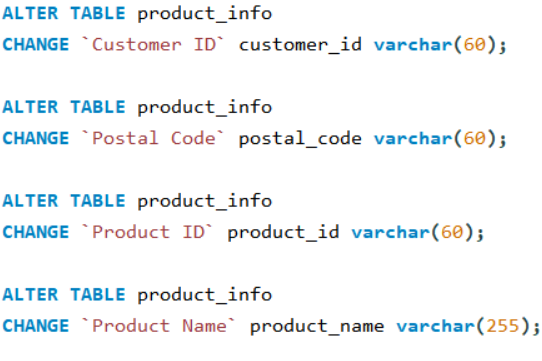 ALTER TABLE product_info
CHANGE `Customer ID` customer_id varchar(60);
ALTER TABLE product_info
CHANGE `Postal Code` postal_code varchar(60);
ALTER TABLE product_info
CHANGE `Product ID` product_id varchar(60);
ALTER TABLE product_info
CHANGE `Product Name` product_name varchar(255);